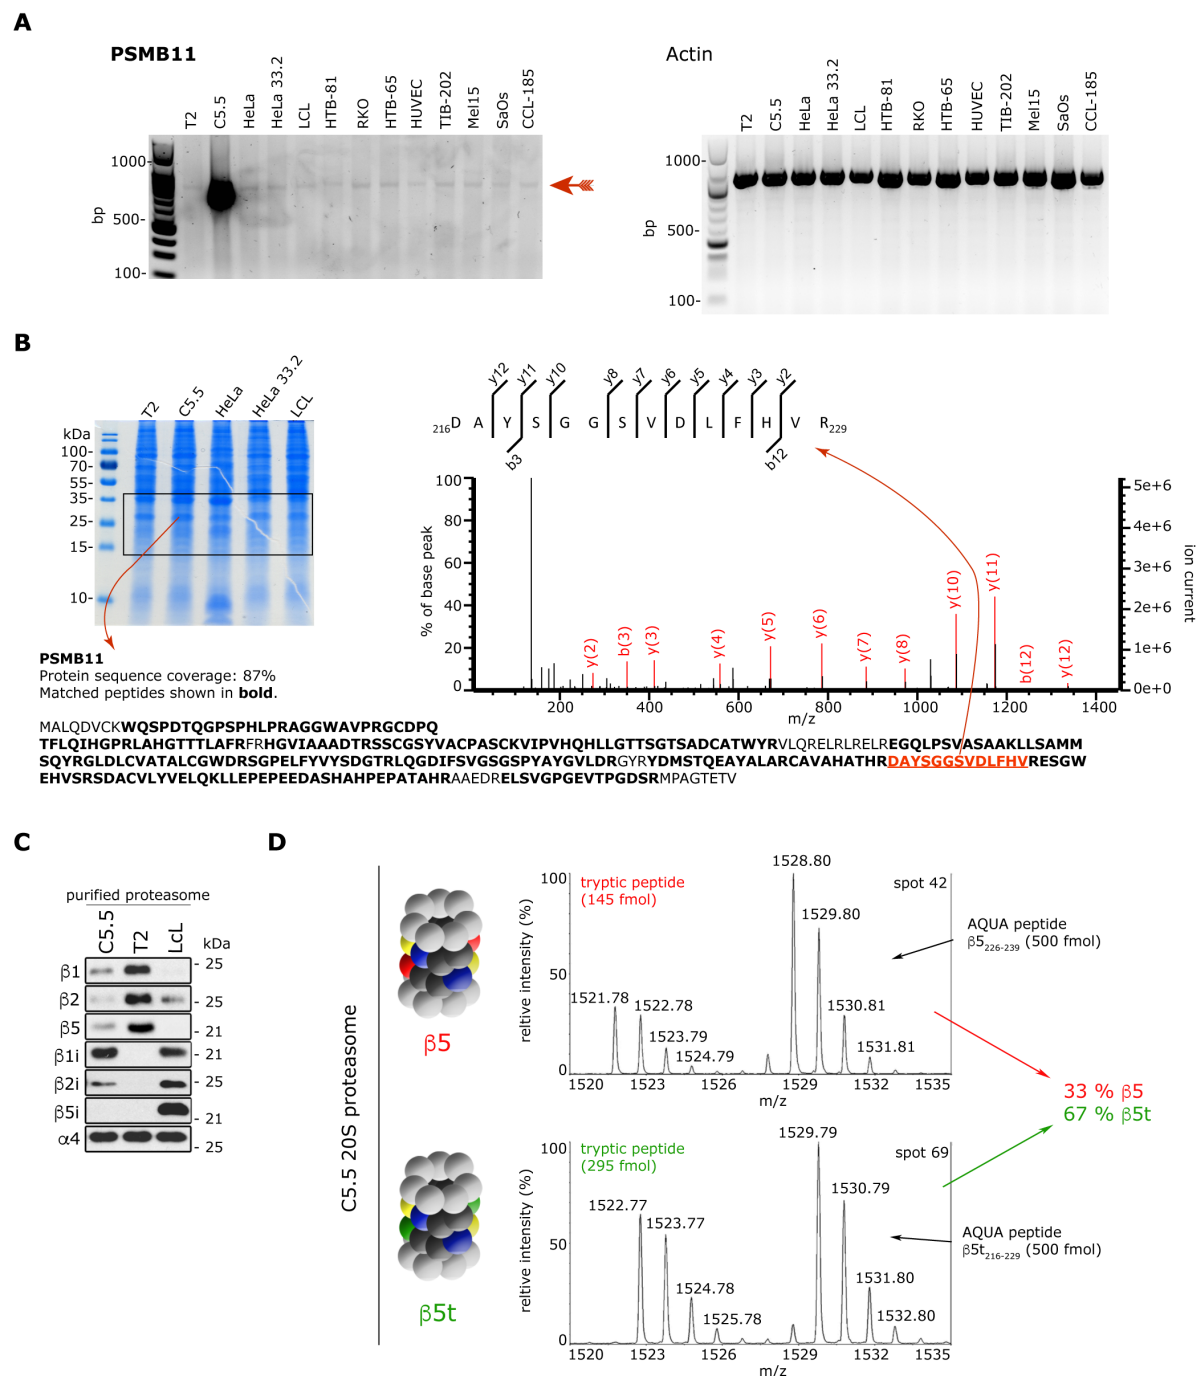 A
PSMB11
T2
C5.5
HeLa
HeLa 33.2
LCL
HTB-81
RKO
HTB-65
HUVEC
TIB-202
Mel15
SaOs
CCL-185
1000-
500-
100-
bp
Actin
T2
C5.5
HeLa
HeLa 33.2
LCL
HTB-81
RKO
HTB-65
HUVEC
TIB-202
Mel15
SaOs
CCL-185
1000-
500-
100-
bp
B
T2
C5.5
HeLa
HeLa 33.2
LCL
kDa
100-
70-
55-
35-
25-
15-
10-
y12 y11 y10 y8 y7 y6 y5 y4 y3 y2
216D A Y S G G S V D L F H V R229
b3 b12
% of base peak
100
80
60
40
20
0
5e+6
4e+6
3e+6
2e+6
1e+6
0e+0
ion current
y(2)
b(3)
y(3)
y(4)
y(5)
y(6)
y(7)
y(8)
y(10)
y(11)
b(12)
y(12)
200 400 600 800 1000 1200 1400
m/z
PSMB11
Protein sequence coverage: 87%
Matched peptides shown in bold.
MALQDVCKWQSPDTQGPSPHLPRAGGWAVPRGCDPQ
TFLQIHGPRLAHGTTTLAFRFRHGVIAAADTRSSCGSYVACPASCKVIPVHQHLLGTTSGTSADCATWYRVLQRELRLRELREGQLPSVASAAKLLSAMM
SQYRGLDLCVATALCGWDRSGPELFYVYSDGTRLQGDIFSVGSGSPYAYGVLDRGYRYDMSTQEAYALARCAVAHATHRDAYSGGSVDLFHVRESGW
EHVSRSDACVLYVELQKLLEPEPEEDASHAHPEPATAHRAAEDRELSVGPGEVTPGDSRMPAGTETV
C
purified proteasome
C5.5
T2
LcL
kDa
β1
- 25
β2
- 25
β5
- 21
β1i
- 21
β2i
- 25
β5i
- 21
α4
- 25
D
C5.5 20S proteasome
β5
β5t
tryptic peptide
(145 fmol)
spot 42
AQUA peptide
β5226-239 (500 fmol)
reltive intensity (%)
100
50
0
1521.78
1522.78
1523.79
1524.79
1528.80
1529.80
1530.81
1531.81
1520 1523 1526 1529 1532 1535
m/z
33 % β5
67 % β5t
tryptic peptide
(295 fmol)
spot 69
AQUA peptide
β5t216-229 (500 fmol)
reltive intensity (%)
100
50
0
1522.77
1523.77
1524.78
1525.78
1529.79
1530.79
1531.80
1532.80
1520 1523 1526 1529 1532 1535
m/z